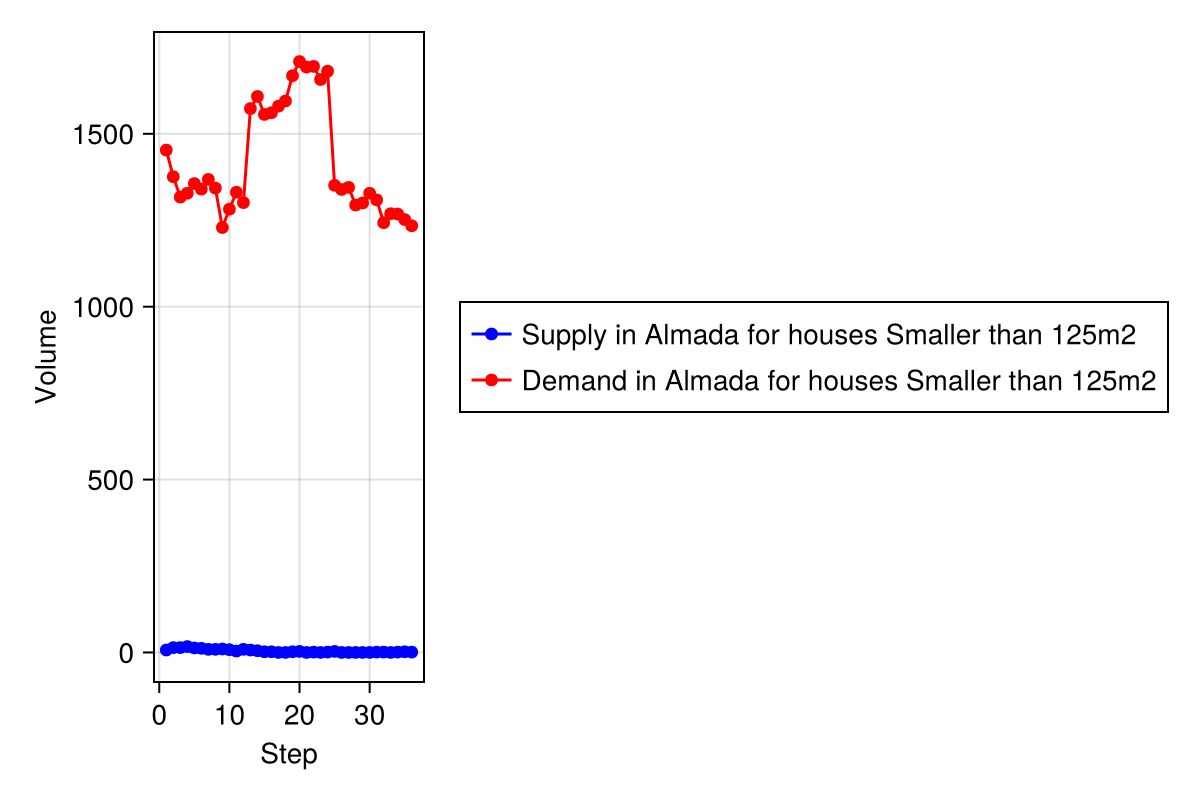 1500
1000
500
0
Volume
0 10 20 30
Step
Supply in Almada for houses Smaller than 125m2
Demand in Almada for houses Smaller than 125m2